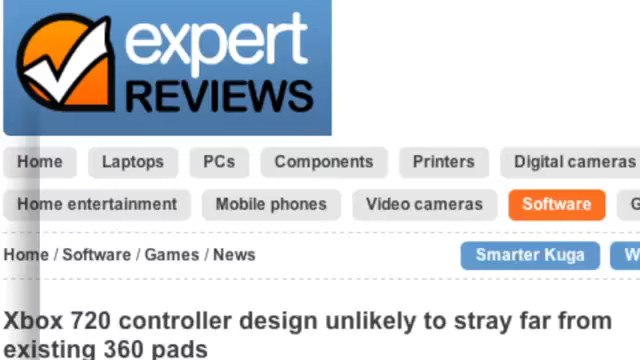 expert
REVIEWS
Home Laptops PCs Components Printers Digital cameras
Home entertainment Mobile phones Video cameras Software G
Home / Software / Games / News Smarter Kuga W
Xbox 720 controller design unlikely to stray far from
existing 360 pads